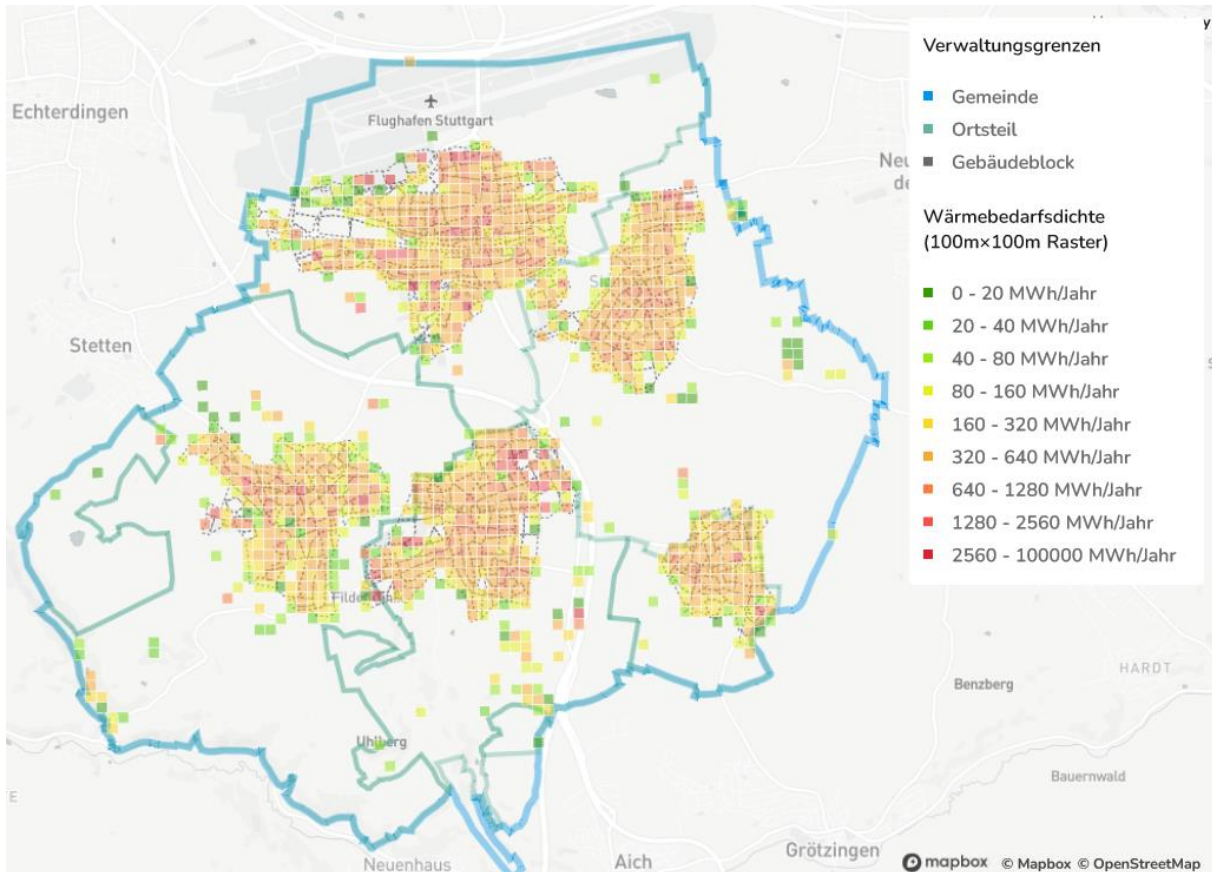 Verwaltungsgrenzen
Gemeinde
Ortsteil
Gebäudeblock
Wärmebedarfsdichte
(100m×100m Raster)
0 - 20 MWh/Jahr
20 - 40 MWh/Jahr
40 - 80 MWh/Jahr
80 - 160 MWh/Jahr
160 - 320 MWh/Jahr
320 - 640 MWh/Jahr
640 - 1280 MWh/Jahr
1280 - 2560 MWh/Jahr
2560 - 100000 MWh/Jahr
Echterdingen
Flughafen Stuttgart
Stetten
HARDT
Benzberg
Uhlberg
Bauernwald
Neuenhaus
Aich
Grötzingen
mapbox © Mapbox © OpenStreetMap